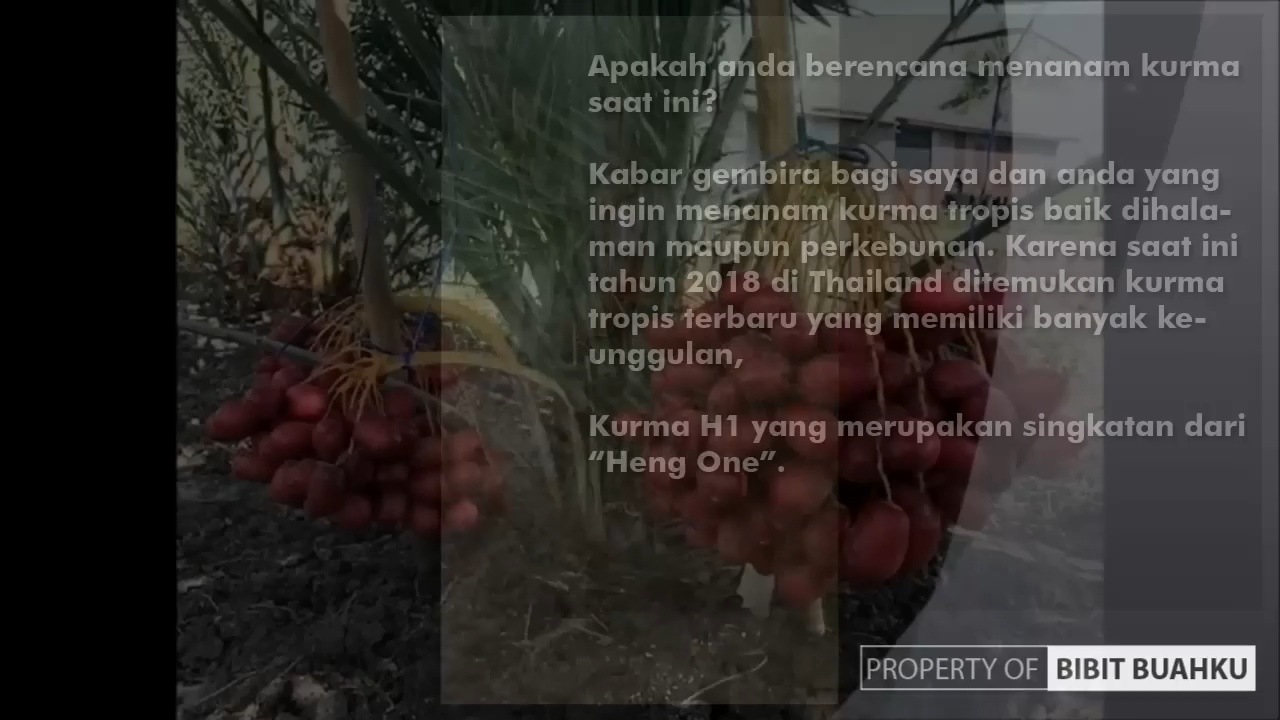 Apakah anda berencana menanam kurma
saat ini?
Kabar gembira bagi saya dan anda yang
ingin menanam kurma tropis baik dihala-
man maupun perkebunan. Karena saat ini
tahun 2018 di Thailand ditemukan kurma
tropis terbaru yang memiliki banyak ke-
unggulan,
Kurma H1 yang merupakan singkatan dari
“Heng One”.
PROPERTY OF BIBIT BUAHKU